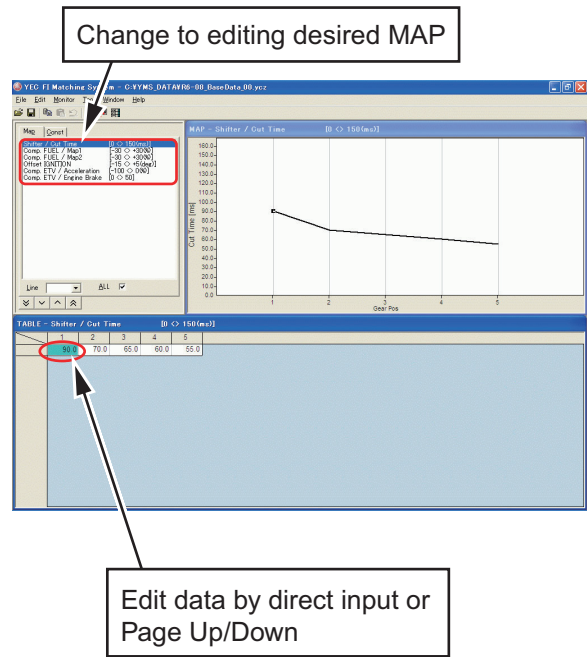 Change to editing desired MAP
YEC FI Matching System - C:¥YMS_DATA¥R6-08_BaseData_00.ycz
File Edit Monitor Window Help
Map Const
Shifter / Cut Time [0 <> 150(ms)]
Comp. FUEL / Map1 [-30 <> +30(%)]
Comp. FUEL / Map2 [-30 <> +30(%)]
Offset IGNITION [-15 <> +5(deg)]
Comp. ETV / Acceleration [-100 <> 0(%)]
Comp. ETV / Engine Brake [0 <> 50]
Line ALL
MAP - Shifter / Cut Time [0 <> 150(ms)]
Cut Time [ms]
160.0
150.0
140.0
130.0
120.0
110.0
100.0
90.0
80.0
70.0
60.0
50.0
40.0
30.0
20.0
10.0
0.0
1 2 3 4 5
Gear Pos
TABLE - Shifter / Cut Time [0 <> 150(ms)]
1 2 3 4 5
90.0 70.0 65.0 60.0 55.0
Edit data by direct input or
Page Up/Down